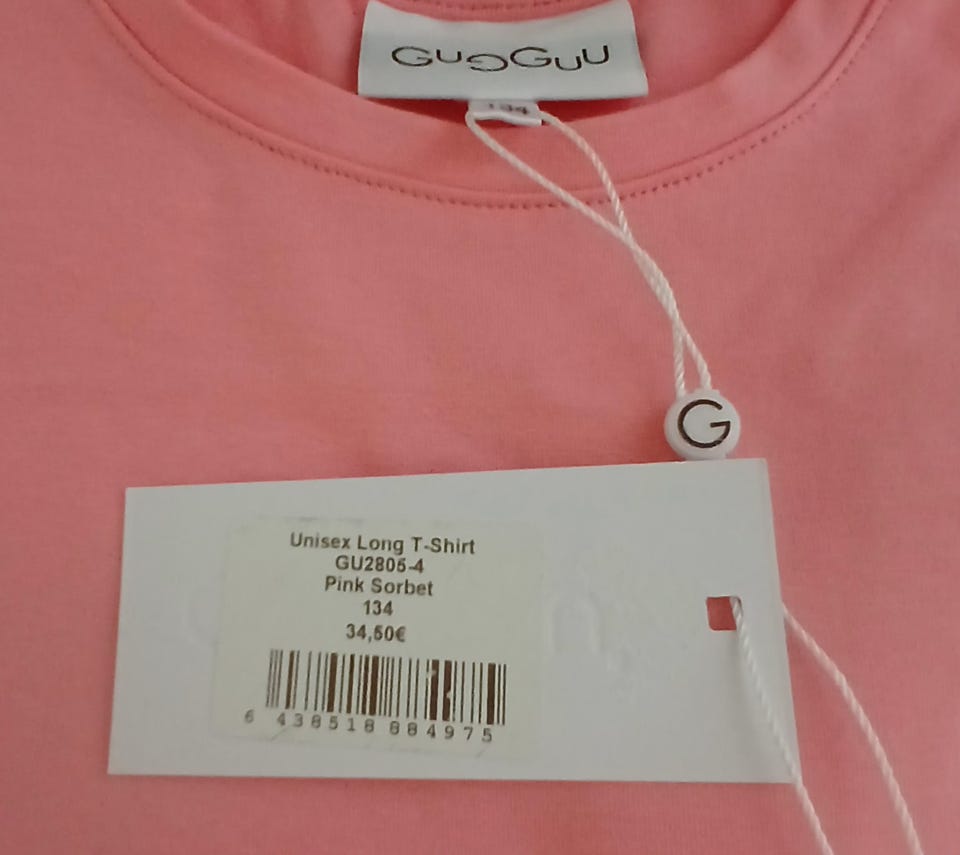 GUGGUU
134
G
Unisex Long T-Shirt
GU2805-4
Pink Sorbet
134
34,50€
6 438518 884975